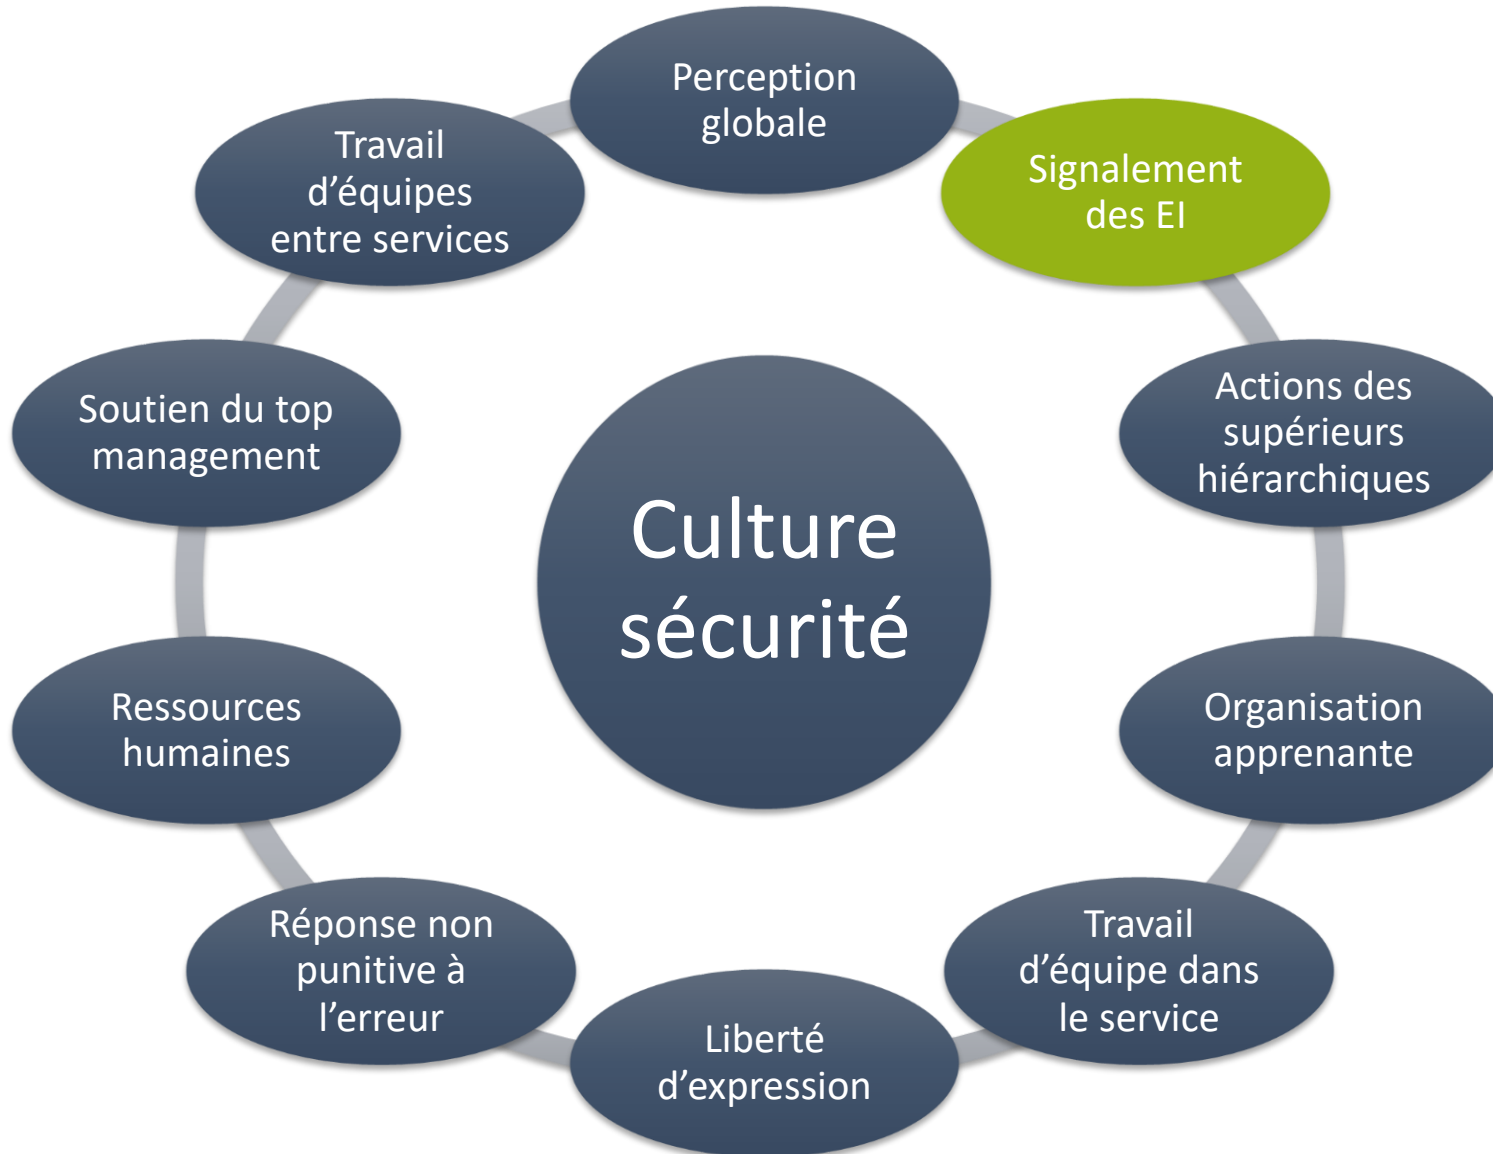 Perception
globale
Signalement
des EI
Actions des
supérieurs
hiérarchiques
Organisation
apprenante
Travail
d’équipe dans
le service
Liberté
d’expression
Réponse non
punitive à
l’erreur
Ressources
humaines
Soutien du top
management
Travail
d’équipes
entre services
Culture
sécurité